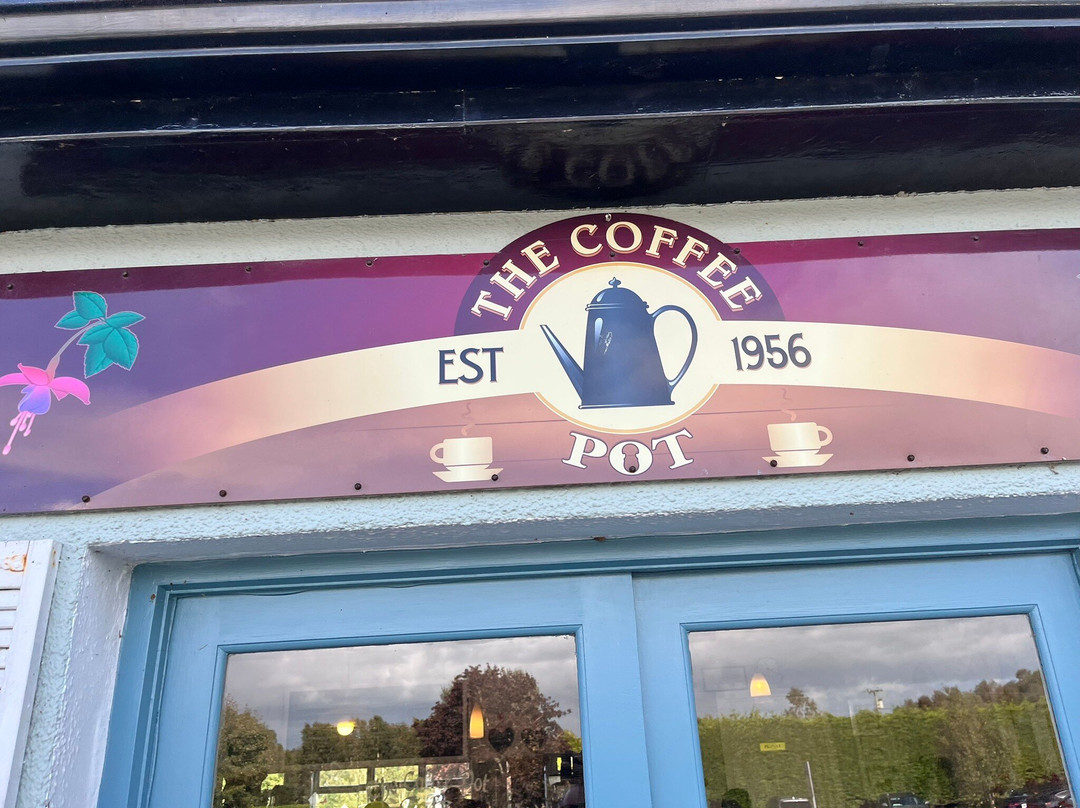 THE COFFEE
EST 1956
POT